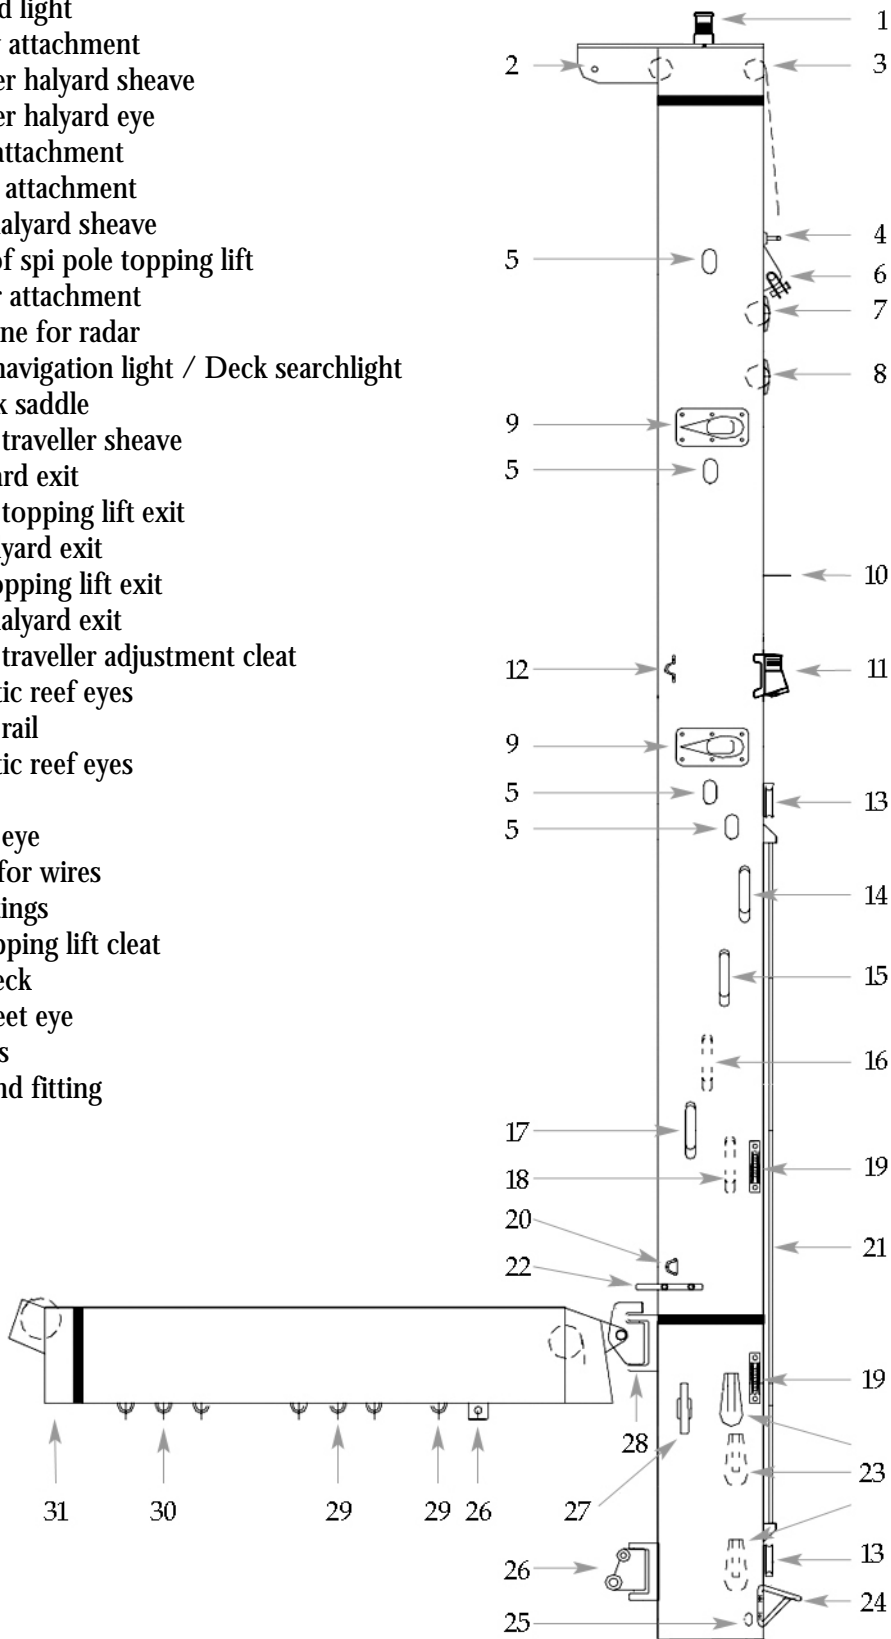 d light
attachment
er halyard sheave
er halyard eye
attachment
attachment
alyard sheave
of spi pole topping lift
attachment
ne for radar
navigation light / Deck searchlight
k saddle
traveller sheave
rd exit
topping lift exit
yard exit
pping lift exit
alyard exit
traveller adjustment cleat
tic reef eyes
rail
tic reef eyes
eye
for wires
ings
pping lift cleat
eck
eet eye
s
nd fitting
1
2
3
4
5
6
7
8
9
5
10
12
11
9
5
13
5
14
15
16
17
18
19
20
21
22
19
28
23
31
30
29
29
26
27
26
13
24
25